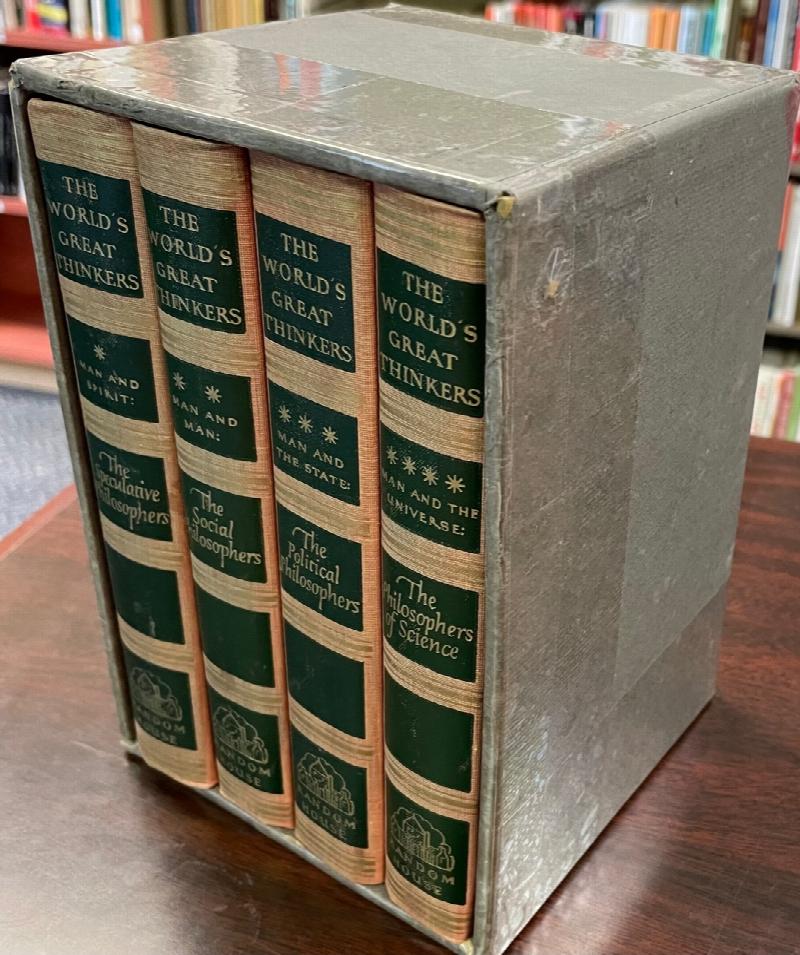 THE
WORLD'S
GREAT
THINKERS
*
MAN AND
SPIRIT:
The
Speculative
Philosophers
RANDOM
HOUSE
THE
WORLD'S
GREAT
THINKERS
* *
MAN AND
MAN:
The
Social
Philosophers
RANDOM
HOUSE
THE
WORLD'S
GREAT
THINKERS
* * *
MAN AND
THE STATE:
The
Political
Philosophers
RANDOM
HOUSE
THE
WORLD'S
GREAT
THINKERS
* * * *
MAN AND THE
UNIVERSE:
The
Philosophers
of Science
RANDOM
HOUSE